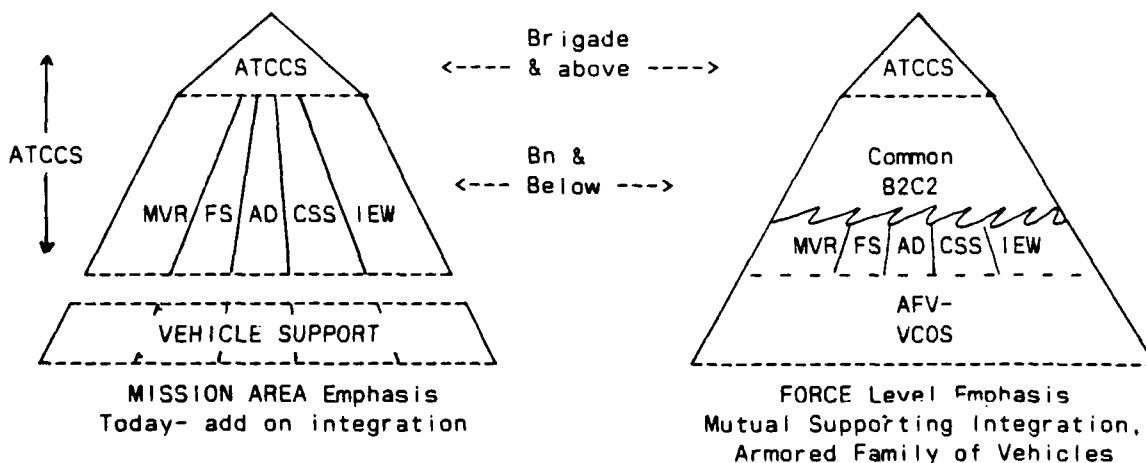 Brigade
ATCCS <---- & above ----> ATCCS
ATCCS
Bn &
<--- Below --->
Common
B2C2
MVR FS AD CSS IEW
MVR FS AD CSS IEW
VEHICLE SUPPORT
AFV-
VCOS
MISSION AREA Emphasis
Today- add on integration
FORCE Level Emphasis
Mutual Supporting Integration,
Armored Family of Vehicles